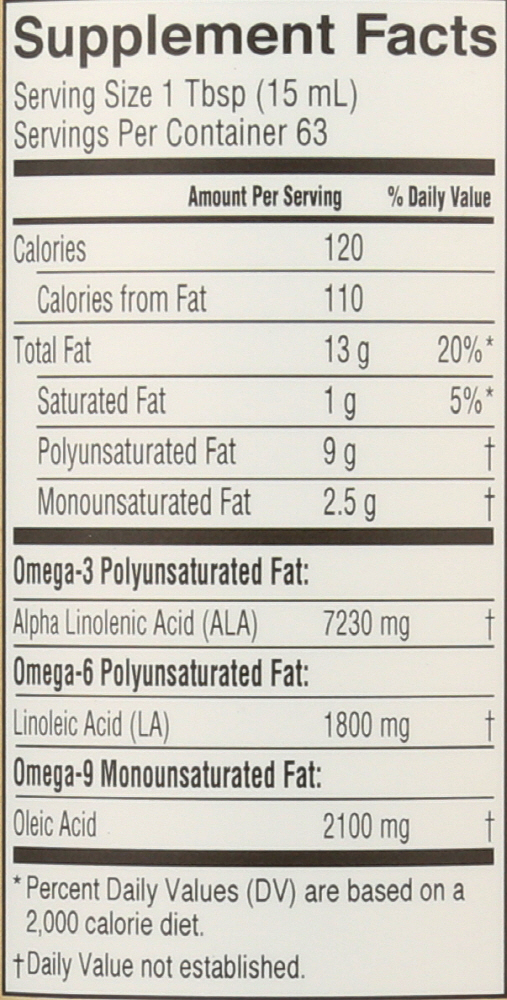 Supplement Facts
Serving Size 1 Tbsp (15 mL)
Servings Per Container 63
Amount Per Serving % Daily Value
Calories 120
Calories from Fat 110
Total Fat 13 g 20%*
Saturated Fat 1 g 5%*
Polyunsaturated Fat 9 g †
Monounsaturated Fat 2.5 g †
Omega-3 Polyunsaturated Fat:
Alpha Linolenic Acid (ALA) 7230 mg †
Omega-6 Polyunsaturated Fat:
Linoleic Acid (LA) 1800 mg †
Omega-9 Monounsaturated Fat:
Oleic Acid 2100 mg †
* Percent Daily Values (DV) are based on a
2,000 calorie diet.
†Daily Value not established.